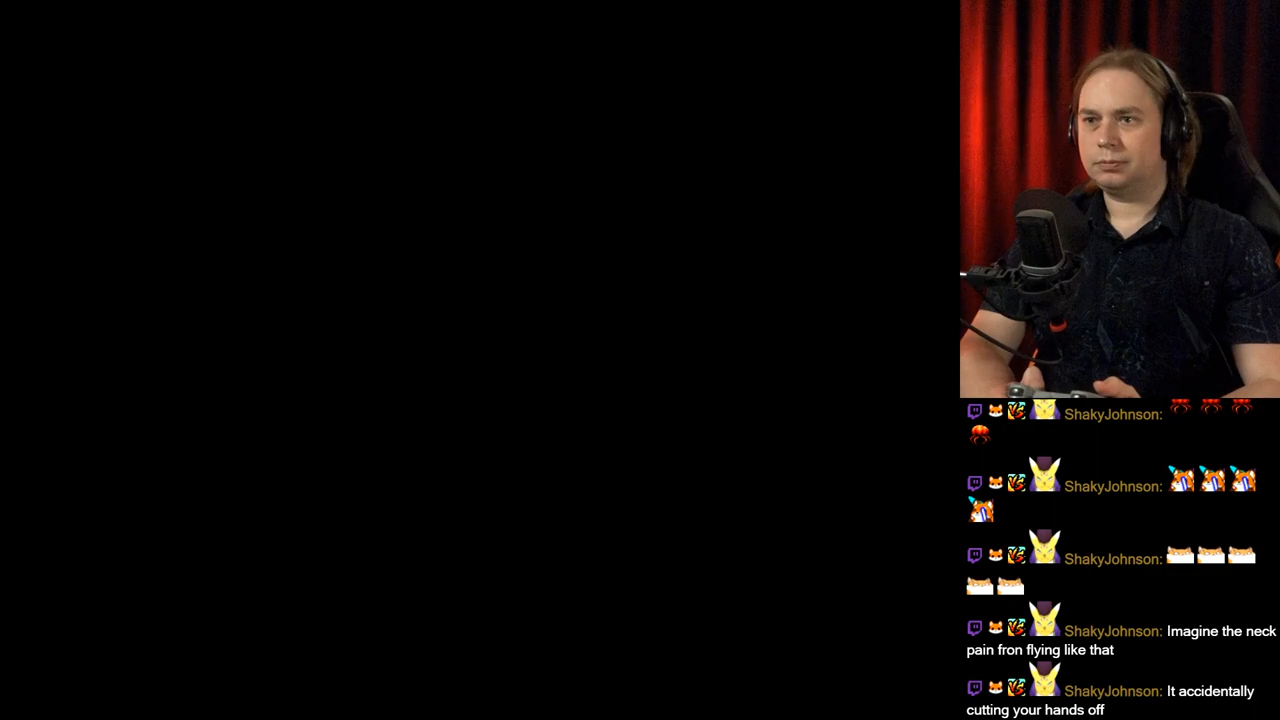 ShakyJohnson:
ShakyJohnson:
ShakyJohnson:
ShakyJohnson: Imagine the neck
pain fron flying like that
ShakyJohnson: It accidentally
cutting your hands off